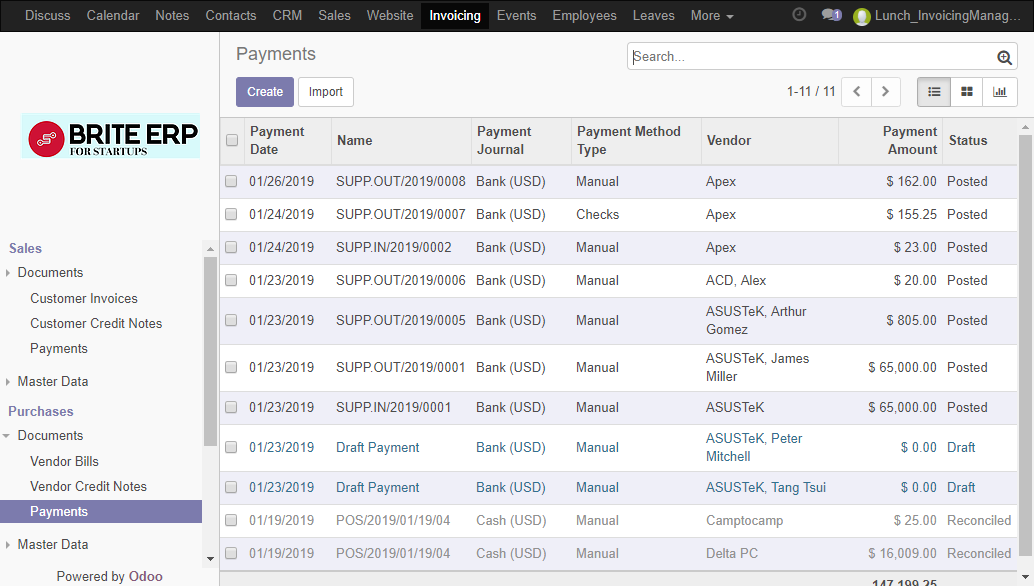 Discuss Calendar Notes Contacts CRM Sales Website Invoicing Events Employees Leaves More 1 Lunch_InvoicingManag...
Payments
Search...
Create Import 1-11 / 11
BRITE ERP
FOR STARTUPS
Sales
Documents
Customer Invoices
Customer Credit Notes
Payments
Master Data
Purchases
Documents
Vendor Bills
Vendor Credit Notes
Payments
Master Data
Powered by Odoo
Payment Date Name Payment Journal Payment Method Type Vendor Payment Amount Status
01/26/2019 SUPP.OUT/2019/0008 Bank (USD) Manual Apex $ 162.00 Posted
01/24/2019 SUPP.OUT/2019/0007 Bank (USD) Checks Apex $ 155.25 Posted
01/24/2019 SUPP.IN/2019/0002 Bank (USD) Manual Apex $ 23.00 Posted
01/23/2019 SUPP.OUT/2019/0006 Bank (USD) Manual ACD, Alex $ 20.00 Posted
01/23/2019 SUPP.OUT/2019/0005 Bank (USD) Manual ASUSTeK, Arthur Gomez $ 805.00 Posted
01/23/2019 SUPP.OUT/2019/0001 Bank (USD) Manual ASUSTeK, James Miller $ 65,000.00 Posted
01/23/2019 SUPP.IN/2019/0001 Bank (USD) Manual ASUSTeK $ 65,000.00 Posted
01/23/2019 Draft Payment Bank (USD) Manual ASUSTeK, Peter Mitchell $ 0.00 Draft
01/23/2019 Draft Payment Bank (USD) Manual ASUSTeK, Tang Tsui $ 0.00 Draft
01/19/2019 POS/2019/01/19/04 Cash (USD) Manual Camptocamp $ 25.00 Reconciled
01/19/2019 POS/2019/01/19/04 Cash (USD) Manual Delta PC $ 16,009.00 Reconciled
147,199.25